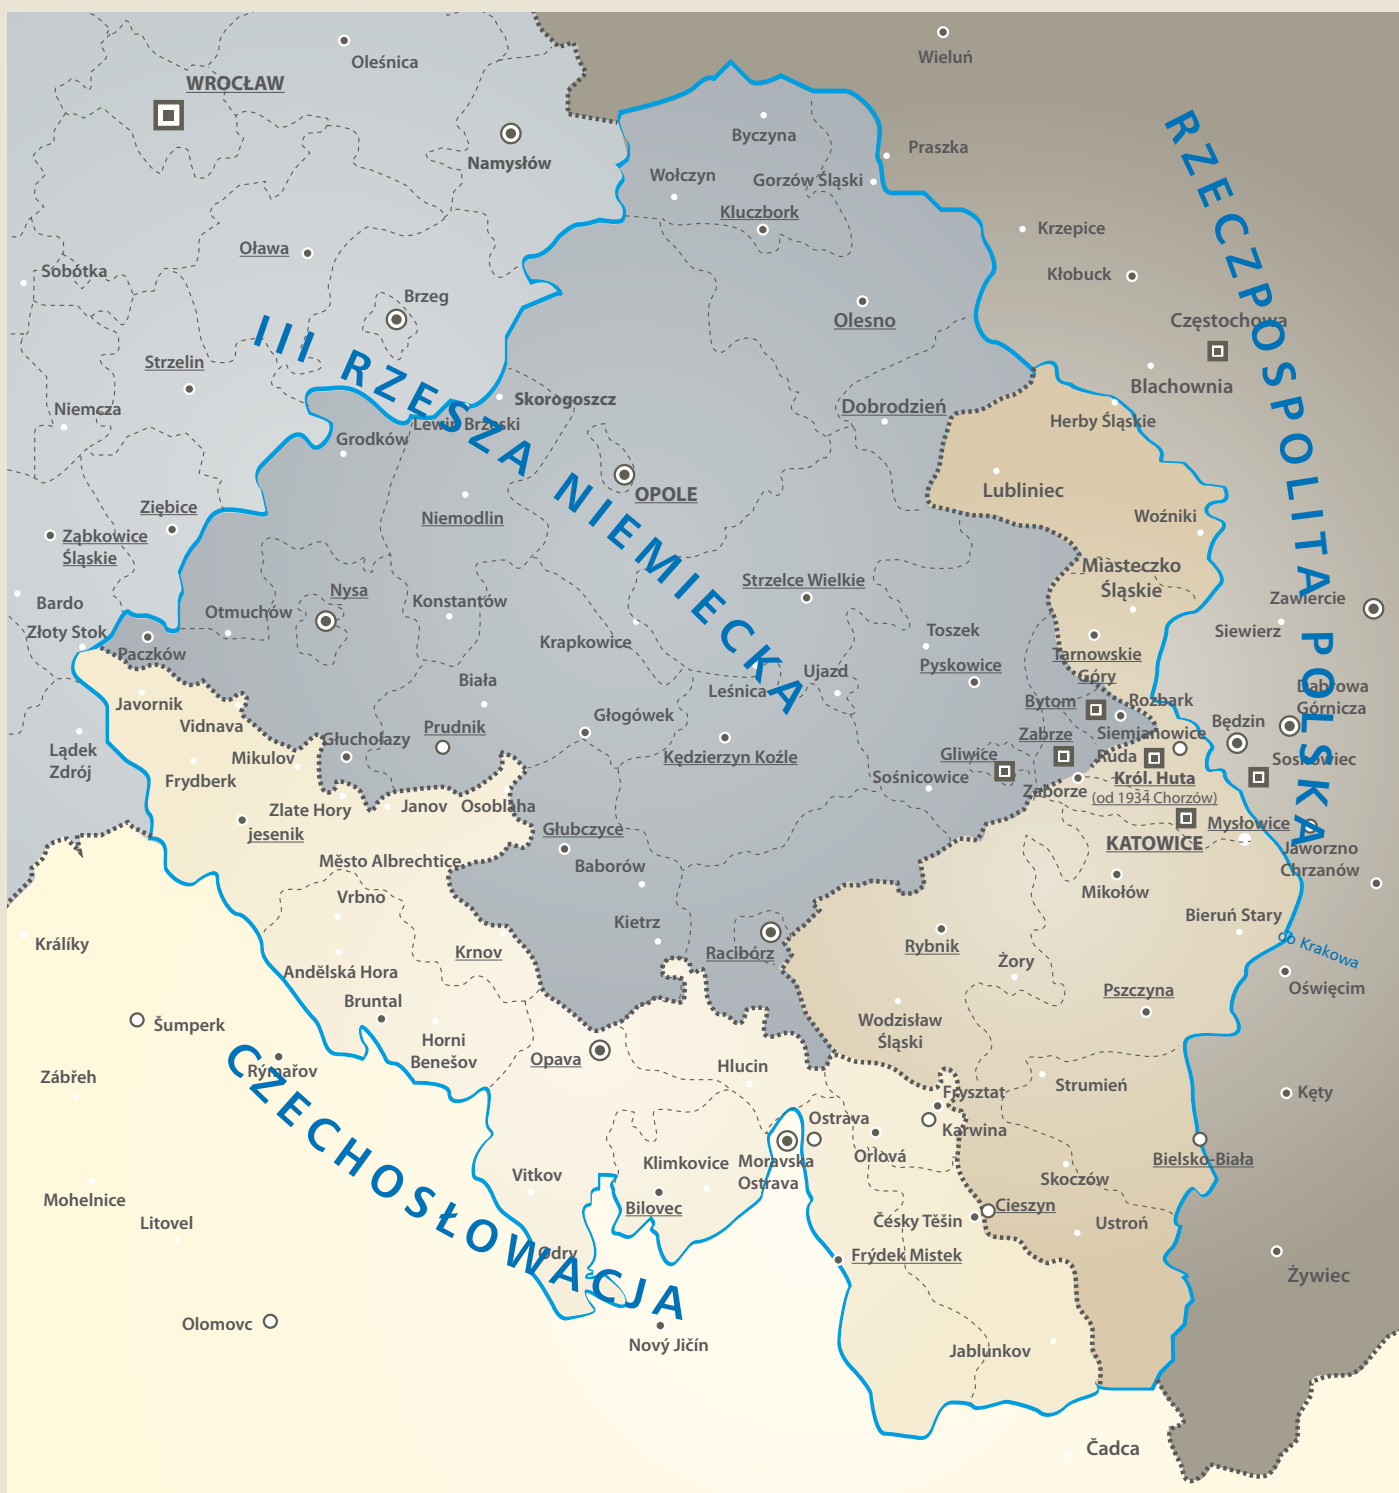 Wieluń
Oleśnica
WROCŁAW
Byczyna
Praszka
Namysłów
Wołczyn
Gorzów Śląski
Kluczbork
Krzepice
Oława
Sobótka
Kłobuck
Brzeg
Olesno
Częstochowa
RZECZPOSPOLITA POLSKA
III RZESZA NIEMIECKA
Strzelin
Blachownia
Skorogoszcz
Dobrodzień
Niemcza
Lewin Brzeski
Herby Śląskie
Grodków
Lubliniec
OPOLE
Ziębice
Niemodlin
Woźniki
Ząbkowice
Śląskie
Miasteczko
Śląskie
Strzelce Wielkie
Nysa
Bardo
Otmuchów
Konstantów
Zawiercie
Złoty Stok
Krapkowice
Toszek
Siewierz
Paczków
Tarnowskie
Góry
Pyskowice
Ujazd
Biała
Leśnica
Dąbrowa
Górnicza
Javornik
Bytom
Rozbark
Vidnava
Prudnik
Głogówek
Będzin
Głuchołazy
Zabrze
Siemianowice
Lądek
Zdrój
Mikulov
Kędzierzyn Koźle
Gliwice
Ruda
Sosnowiec
Frydberk
Sośnicowice
Król. Huta
(od 1934 Chorzów)
Zaborze
Zlate Hory
Janov
Osoblaha
jesenik
Głubczyce
Mysłowice
KATOWICE
Jaworzno
Chrzanów
Město Albrechtice
Baborów
Mikołów
Vrbno
Bieruń Stary
Kietrz
do Krakowa
Králíky
Krnov
Racibórz
Rybnik
Żory
Andělská Hora
Pszczyna
Oświęcim
Bruntal
Šumperk
Wodzisław
Śląski
Horni
Benešov
Opava
Hlucin
Rýmařov
Zábřeh
Strumień
Frysztat
Kęty
CZECHOSŁOWACJA
Ostrava
Karwina
Orlová
Klimkovice
Moravska
Ostrava
Bielsko-Biała
Vitkov
Skoczów
Mohelnice
Bilovec
Cieszyn
Litovel
Česky Těšin
Ustroń
Odry
Frýdek Mistek
Żywiec
Olomovc
Nový Jičín
Jablunkov
Čadca